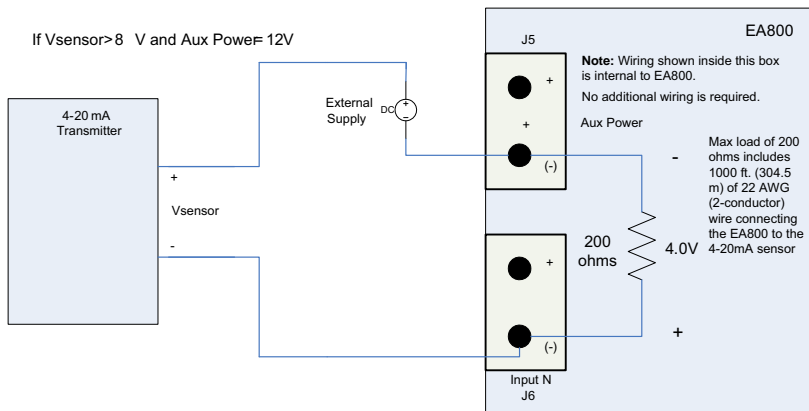 If Vsensor>8 V and Aux Power=12V
EA800
J5
Note: Wiring shown inside this box
is internal to EA800.
No additional wiring is required.
+
+
(-)
Aux Power
External
Supply
DC
+
-
4-20 mA
Transmitter
+
Vsensor
-
-
Max load of 200
ohms includes
1000 ft. (304.5
m) of 22 AWG
(2-conductor)
wire connecting
the EA800 to the
4-20mA sensor
200
ohms
4.0V
+
+
(-)
Input N
J6